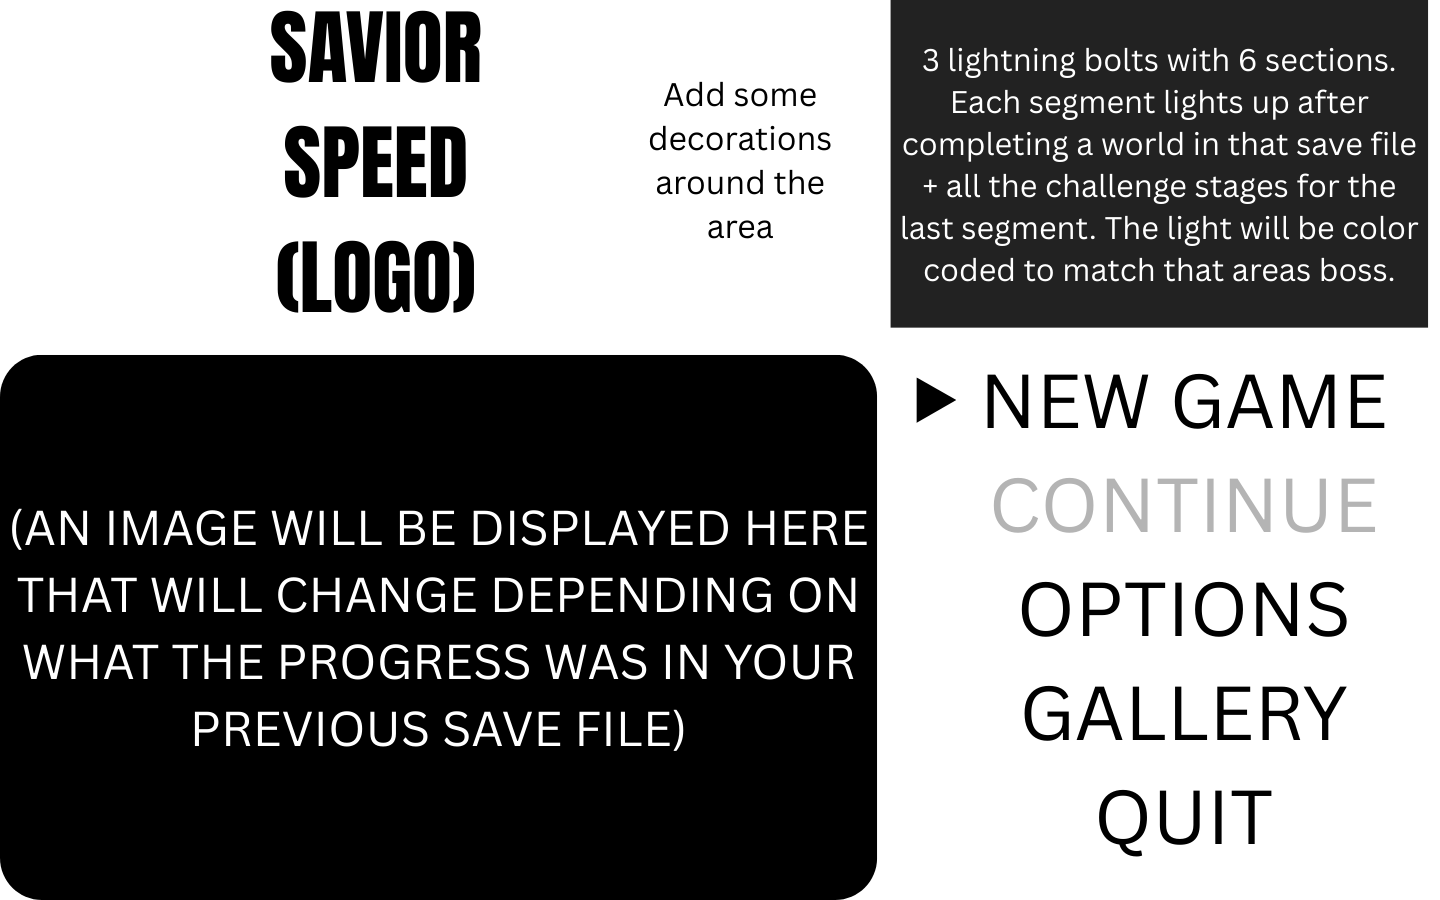 SAVIOR
SPEED
(LOGO)
Add some
decorations
around the
area
3 lightning bolts with 6 sections.
Each segment lights up after
completing a world in that save file
+ all the challenge stages for the
last segment. The light will be color
coded to match that areas boss.
(AN IMAGE WILL BE DISPLAYED HERE
THAT WILL CHANGE DEPENDING ON
WHAT THE PROGRESS WAS IN YOUR
PREVIOUS SAVE FILE)
NEW GAME
CONTINUE
OPTIONS
GALLERY
QUIT